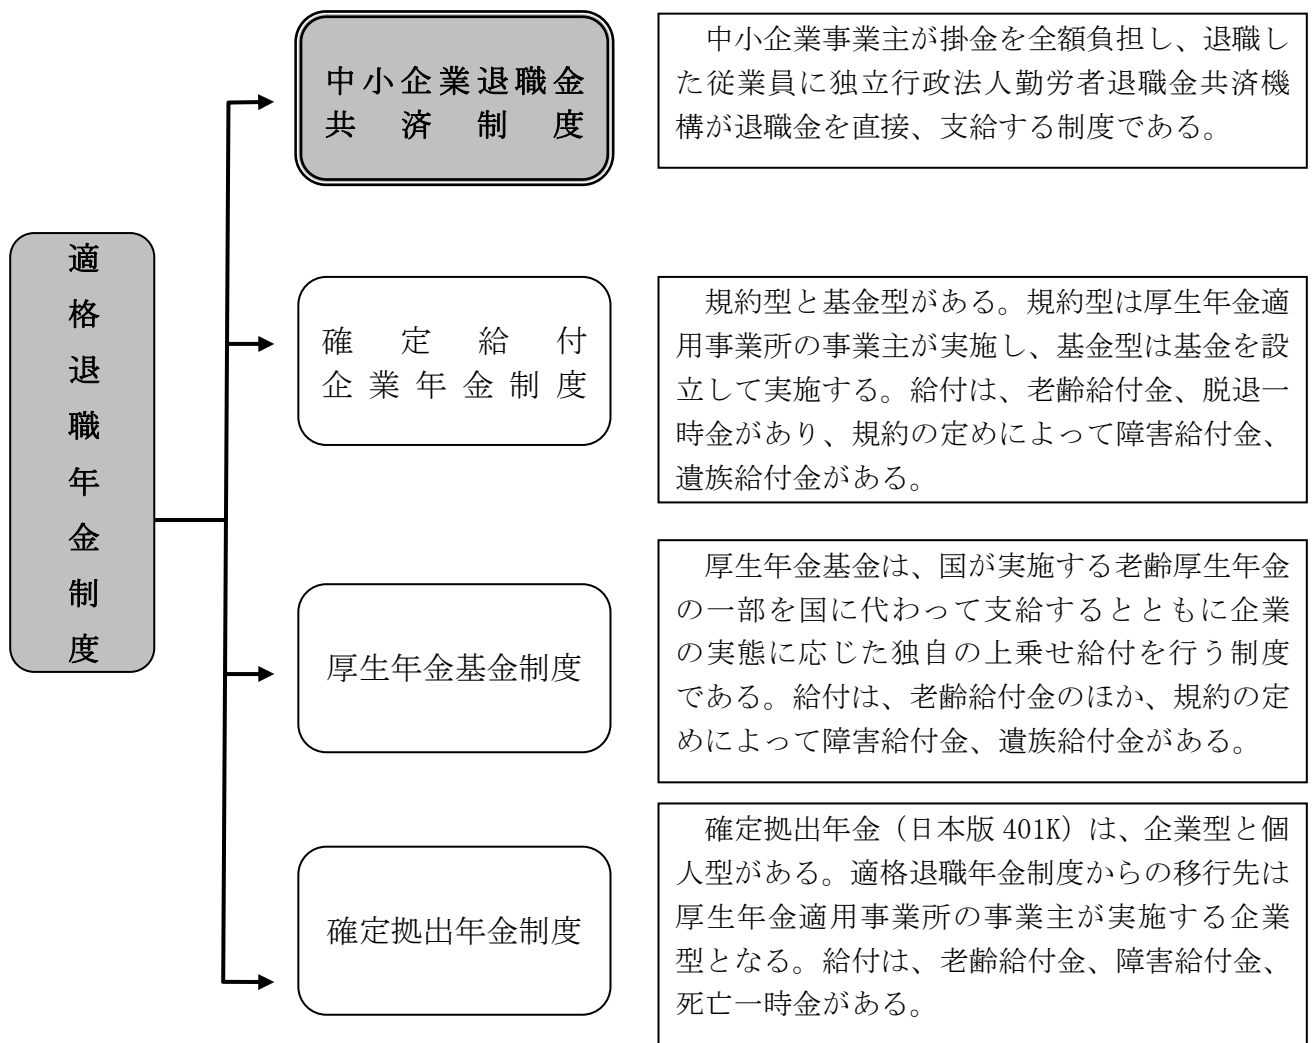 適格退職年金制度
中小企業退職金
共済制度
中小企業事業主が掛金を全額負担し、退職し
た従業員に独立行政法人勤労者退職金共済機
構が退職金を直接、支給する制度である。
確定給付
企業年金制度
規約型と基金型がある。規約型は厚生年金適
用事業所の事業主が実施し、基金型は基金を設
立して実施する。給付は、老齢給付金、脱退一
時金があり、規約の定めによって障害給付金、
遺族給付金がある。
厚生年金基金制度
厚生年金基金は、国が実施する老齢厚生年金
の一部を国に代わって支給するとともに企業
の実態に応じた独自の上乗せ給付を行う制度
である。給付は、老齢給付金のほか、規約の定
めによって障害給付金、遺族給付金がある。
確定拠出年金制度
確定拠出年金（日本版 401K）は、企業型と個
人型がある。適格退職年金制度からの移行先は
厚生年金適用事業所の事業主が実施する企業
型となる。給付は、老齢給付金、障害給付金、
死亡一時金がある。